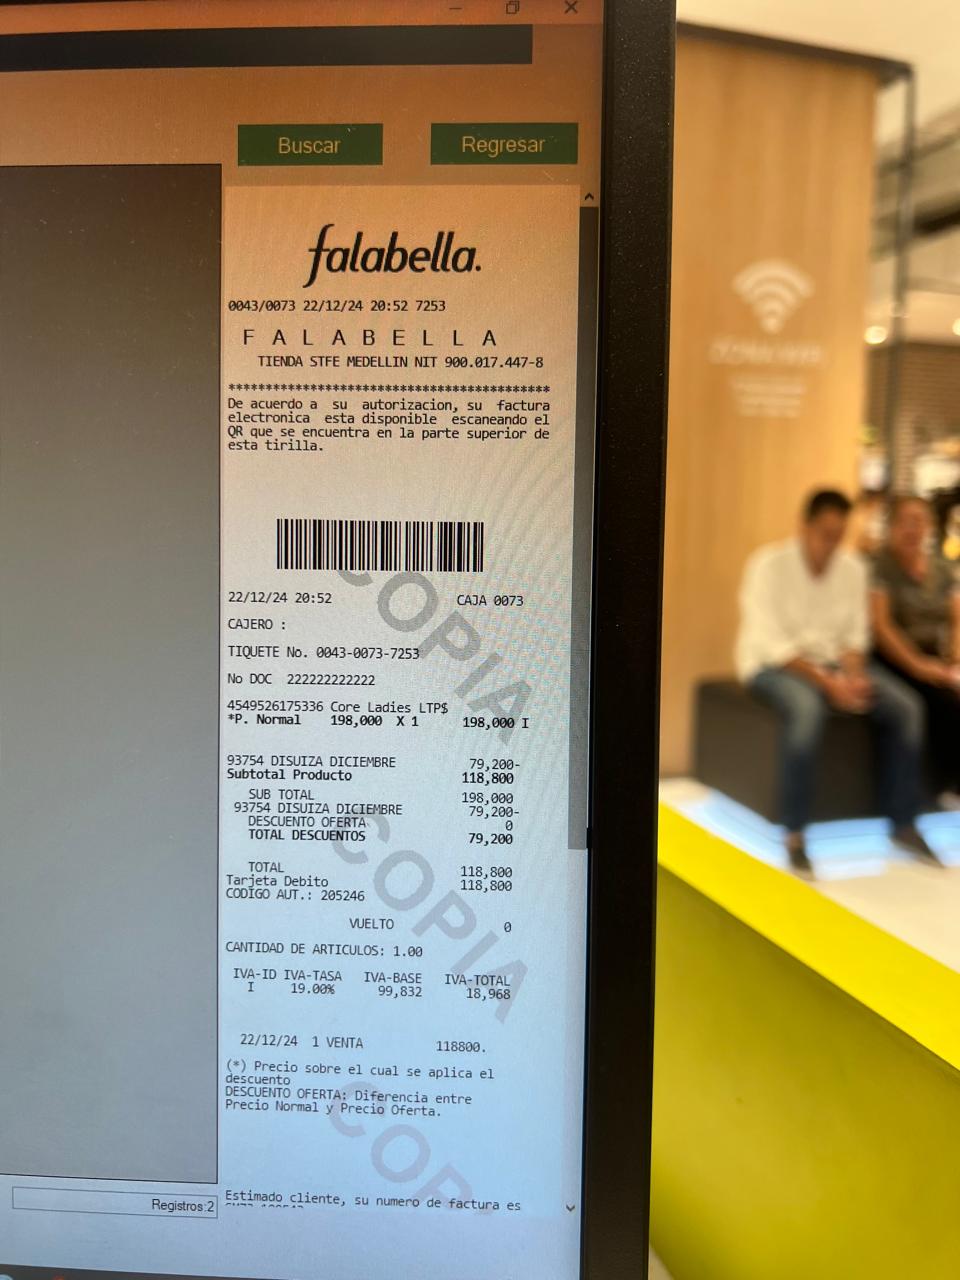 Buscar
Regresar
falabella.
0043/0073 22/12/24 20:52 7253
F A L A B E L L A
TIENDA STFE MEDELLIN NIT 900.017.447-8
*******************************************
De acuerdo a su autorizacion, su factura
electronica esta disponible escaneando el
QR que se encuentra en la parte superior de
esta tirilla.
22/12/24 20:52 CAJA 0073
CAJERO :
TIQUETE No. 0043-0073-7253
No DOC 222222222222
4549526175336 Core Ladies LTP$
*P. Normal 198,000 X 1 198,000 I
93754 DISUIZA DICIEMBRE 79,200-
Subtotal Producto 118,800
SUB TOTAL 198,000
93754 DISUIZA DICIEMBRE 79,200-
DESCUENTO OFERTA 0
TOTAL DESCUENTOS 79,200
TOTAL 118,800
Tarjeta Debito 118,800
CODIGO AUT.: 205246
VUELTO 0
CANTIDAD DE ARTICULOS: 1.00
IVA-ID IVA-TASA IVA-BASE IVA-TOTAL
I 19.00% 99,832 18,968
22/12/24 1 VENTA 118800.
(*) Precio sobre el cual se aplica el
descuento
DESCUENTO OFERTA: Diferencia entre
Precio Normal y Precio Oferta.
Estimado cliente, su numero de factura es
COPIA
COPIA
COPI
Registros:2